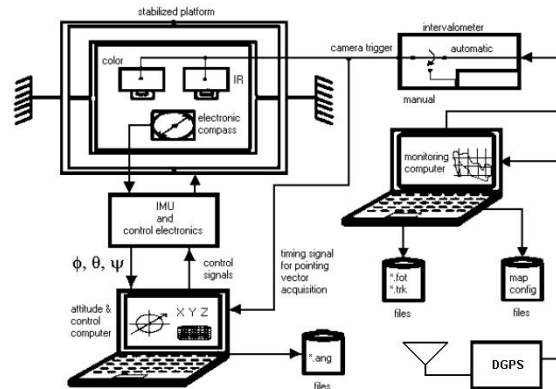 stabilized platform
intervalometer
color
IR
camera trigger
automatic
manual
electronic
compass
monitoring
computer
IMU
and
control electronics
ϕ, θ, ψ
control
signals
timing signal
for pointing
vector
acquisition
*.fot
*.trk
map
config
files
files
attitude &
control
computer
X Y Z
*.ang
files
DGPS